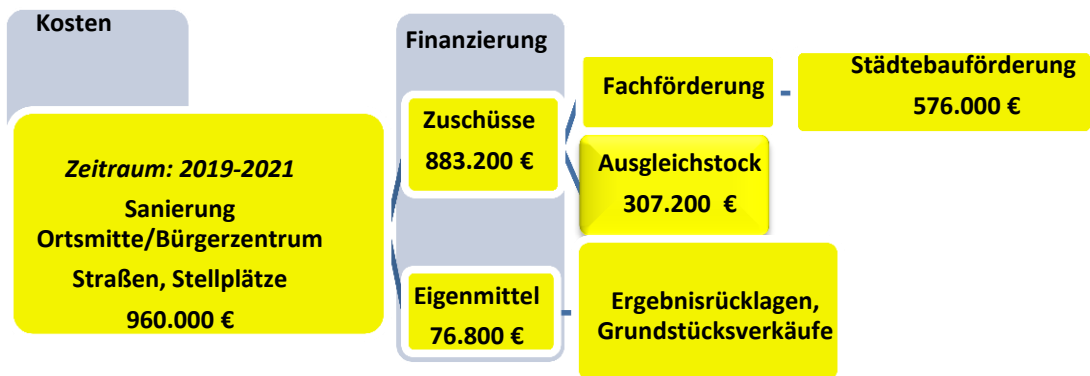 Kosten
Zeitraum: 2019-2021
Sanierung
Ortsmitte/Bürgerzentrum
Straßen, Stellplätze
960.000 €
Finanzierung
Zuschüsse
883.200 €
Eigenmittel
76.800 €
Fachförderung
Städtebauförderung
576.000 €
Ausgleichstock
307.200 €
Ergebnisrücklagen,
Grundstücksverkäufe